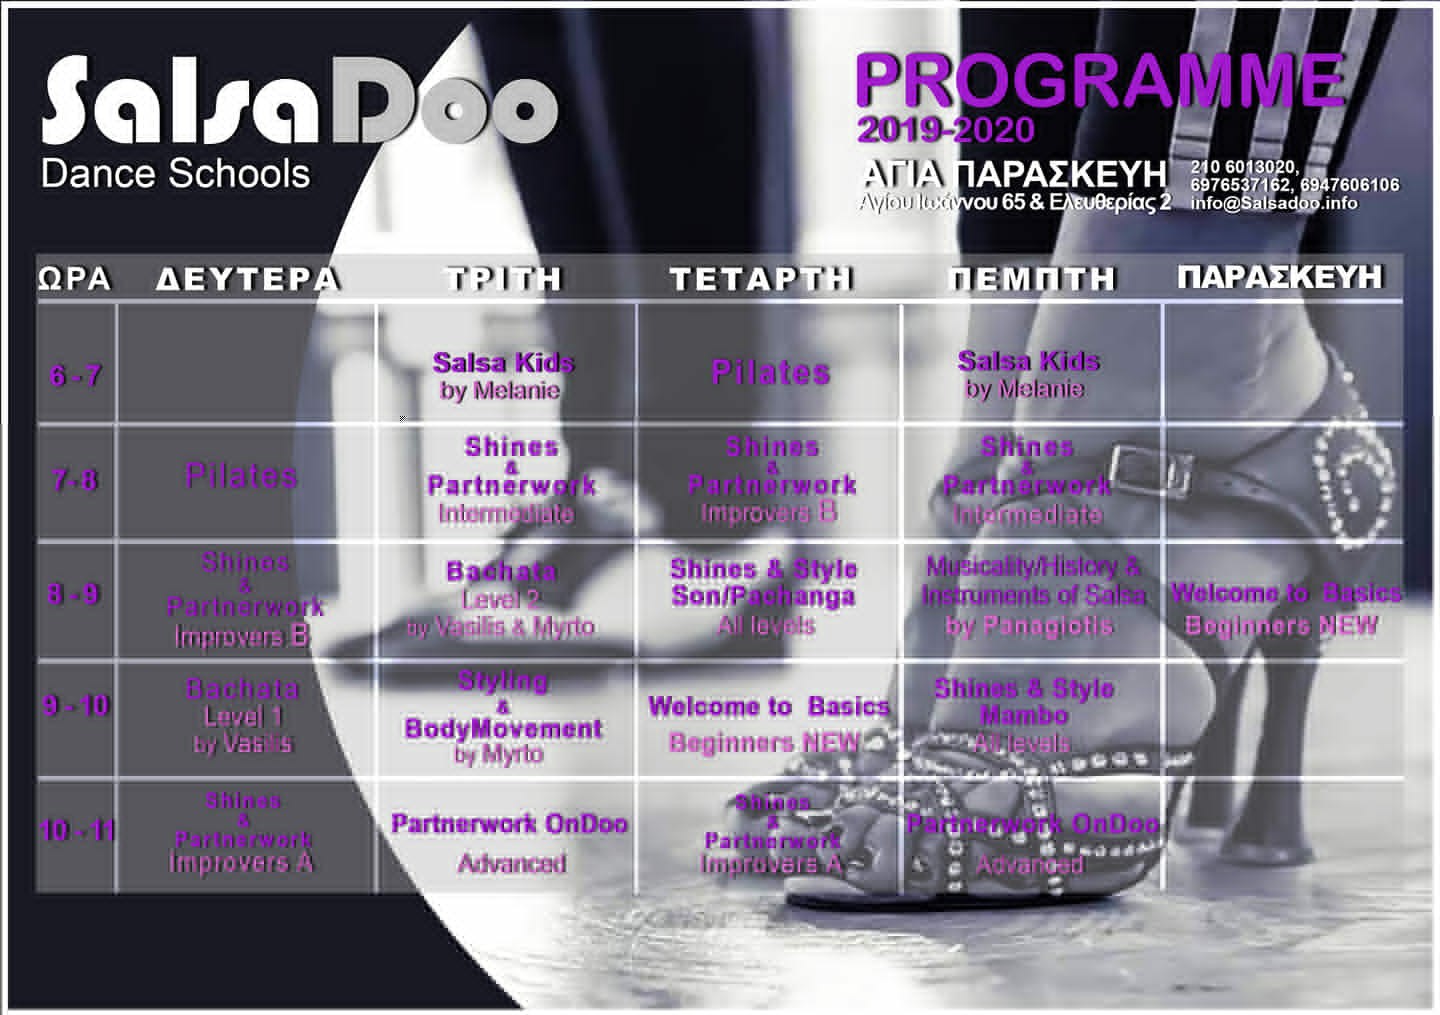 SalsaDoo
Dance Schools
PROGRAMME
2019-2020
ΑΓΙΑ ΠΑΡΑΣΚΕΥΗ
Αγίου Ιωάννου 65 & Ελευθερίας 2
210 6013020,
6976537162, 6947606106
info@Salsadoo.info
ΩΡΑ ΔΕΥΤΕΡΑ ΤΡΙΤΗ ΤΕΤΑΡΤΗ ΠΕΜΠΤΗ ΠΑΡΑΣΚΕΥΗ
6 - 7
Salsa Kids
by Melanie
Pilates
Salsa Kids
by Melanie
7-8
Pilates
Shines
&
Partnerwork
Intermediate
Shines
&
Partnerwork
Improvers B
Shines
&
Partnerwork
Intermediate
8 - 9
Shines
&
Partnerwork
Improvers B
Bachata
Level 2
by Vasilis & Myrto
Shines & Style
Son/Pachanga
All levels
Musicality/History &
Instruments of Salsa
by Panagiotis
Welcome to Basics
Beginners NEW
9 - 10
Bachata
Level 1
by Vasilis
Styling
&
BodyMovement
by Myrto
Welcome to Basics
Beginners NEW
Shines & Style
Mambo
All levels
10 - 11
Shines
&
Partnerwork
Improvers A
Partnerwork OnDoo
Advanced
Shines
&
Partnerwork
Improvers A
Partnerwork OnDoo
Advanced